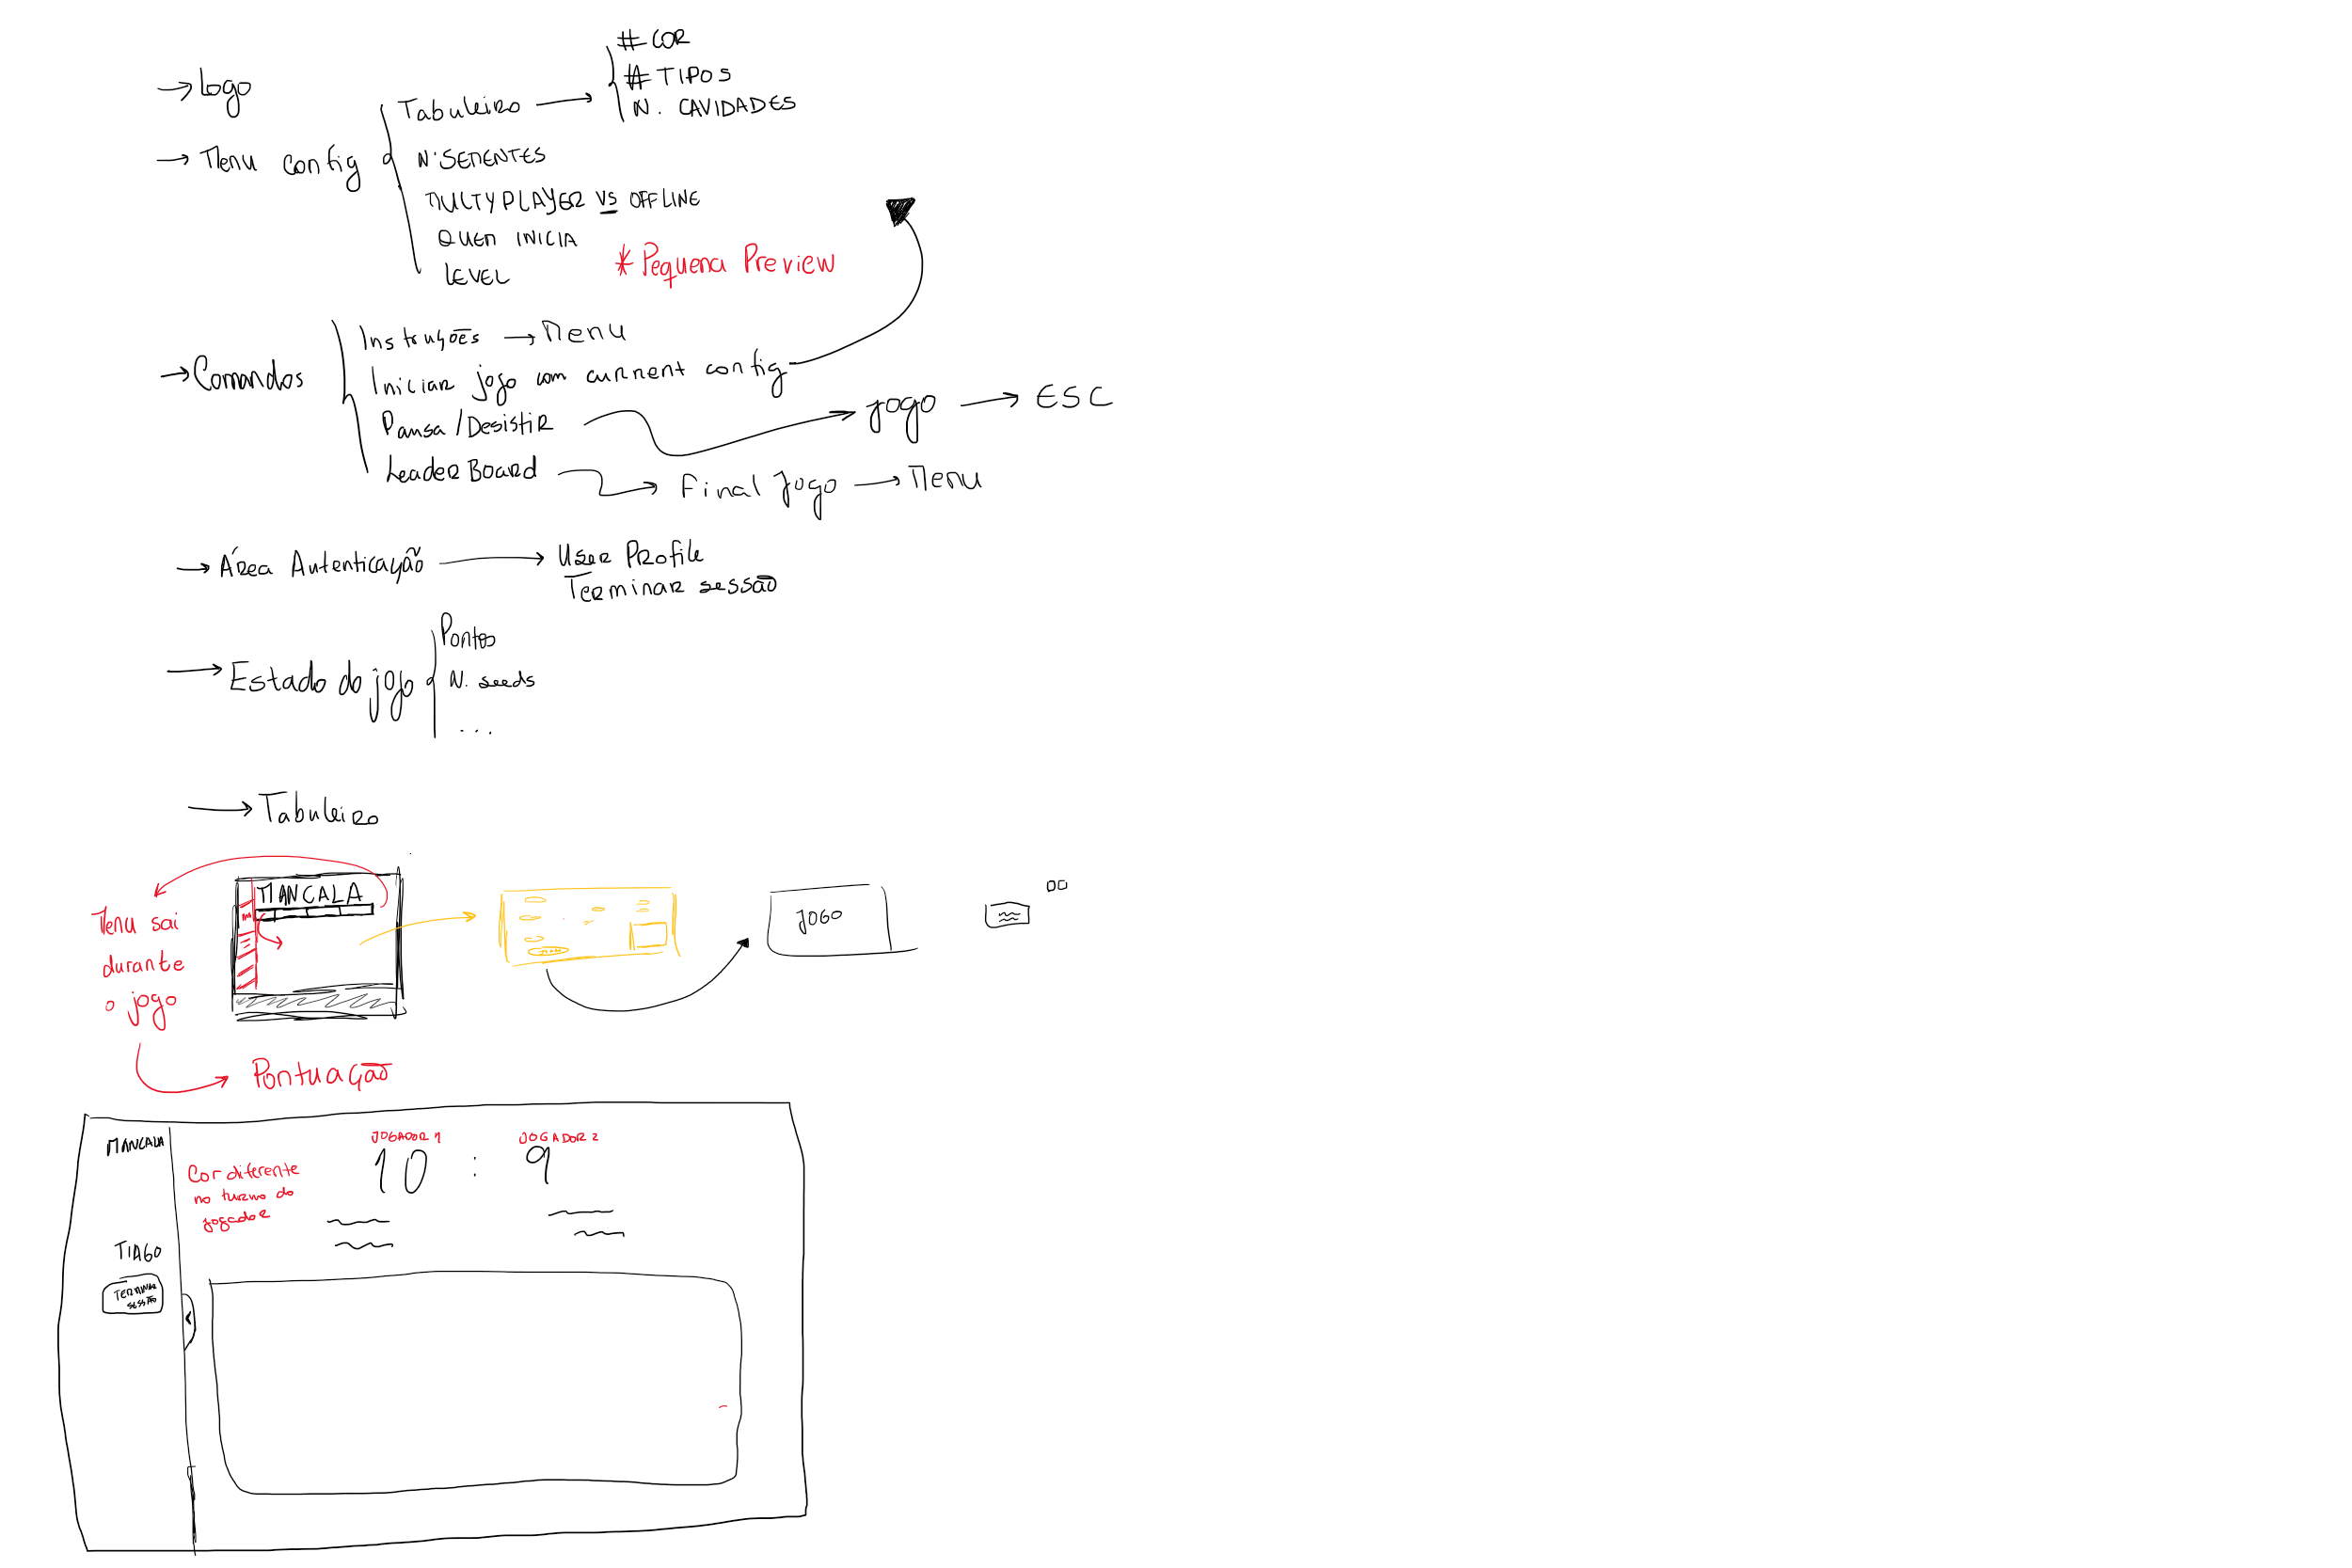 → Logo
→ Menu config
Tabuleiro →
# COR
# TIPOS
N. CAVIDADES
N. SEMENTES
MULTYPLAYER VS OFFLINE
QUEM INICIA
LEVEL
* Pequena Preview
→ Comandos
Instruções → Menu
Iniciar jogo com current config
Pausa / Desistir → jogo → ESC
LeaderBoard → Final Jogo → Menu
→ Área Autenticação → User Profile
Terminar sessão
→ Estado do jogo
Pontos
N. seeds
...
→ Tabuleiro
MANCALA
Menu sai
durante
o jogo
JOGO
Pontuação
MANCALA
JOGADOR 1
JOGADOR 2
10 : 9
Cor diferente
no turno do
jogador
TIAGO
TERMINAR
SESSÃO
<